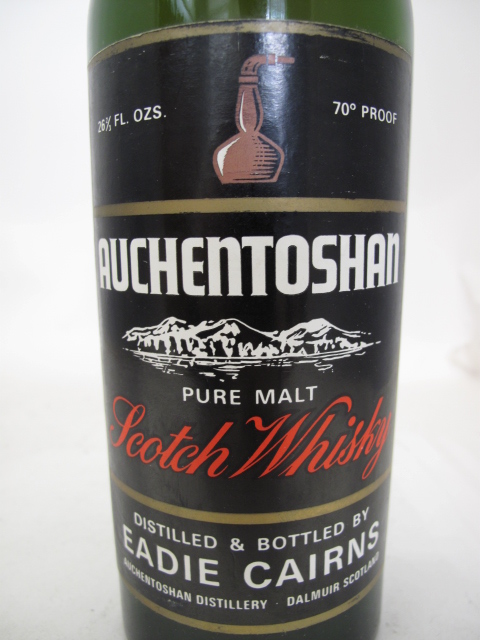 26⅔ FL. OZS. 70° PROOF
AUCHENTOSHAN
PURE MALT
Scotch Whisky
DISTILLED & BOTTLED BY
EADIE CAIRNS
AUCHENTOSHAN DISTILLERY · DALMUIR SCOTLAND